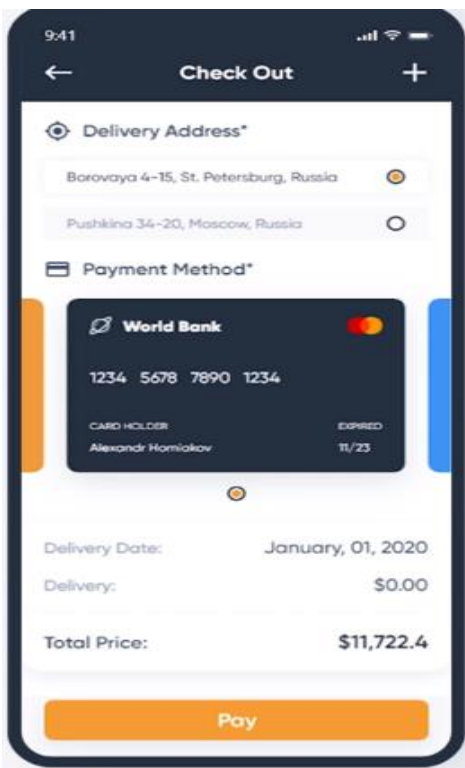 9:41
Check Out
Delivery Address*
Borovaya 4-15, St. Petersburg, Russia
Pushkina 34-20, Moscow, Russia
Payment Method*
World Bank
1234 5678 7890 1234
CARD HOLDER EXPIRED
Alexandr Homiakov 11/23
Delivery Date: January, 01, 2020
Delivery: $0.00
Total Price: $11,722.4
Pay